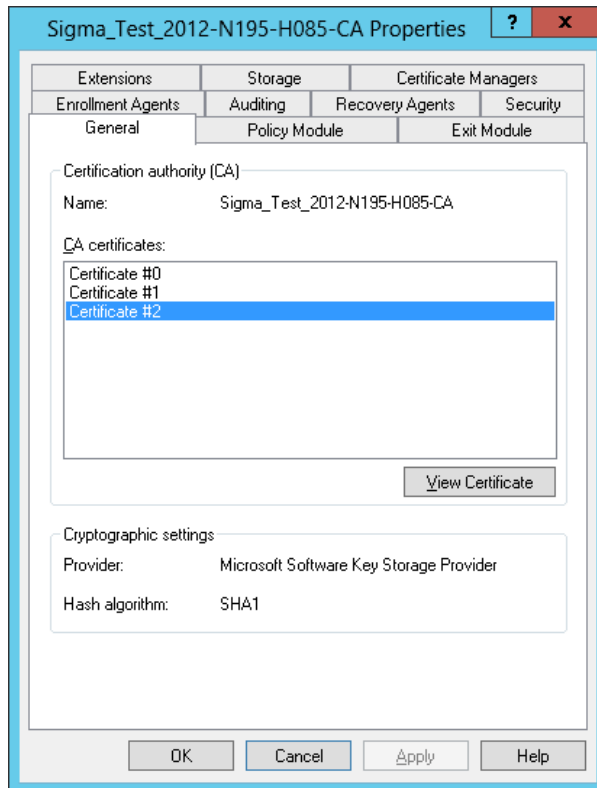 Sigma_Test_2012-N195-H085-CA Properties ? x
Extensions Storage Certificate Managers
Enrollment Agents Auditing Recovery Agents Security
General Policy Module Exit Module
Certification authority (CA)
Name: Sigma_Test_2012-N195-H085-CA
CA certificates:
Certificate #0
Certificate #1
Certificate #2
View Certificate
Cryptographic settings
Provider: Microsoft Software Key Storage Provider
Hash algorithm: SHA1
OK Cancel Apply Help